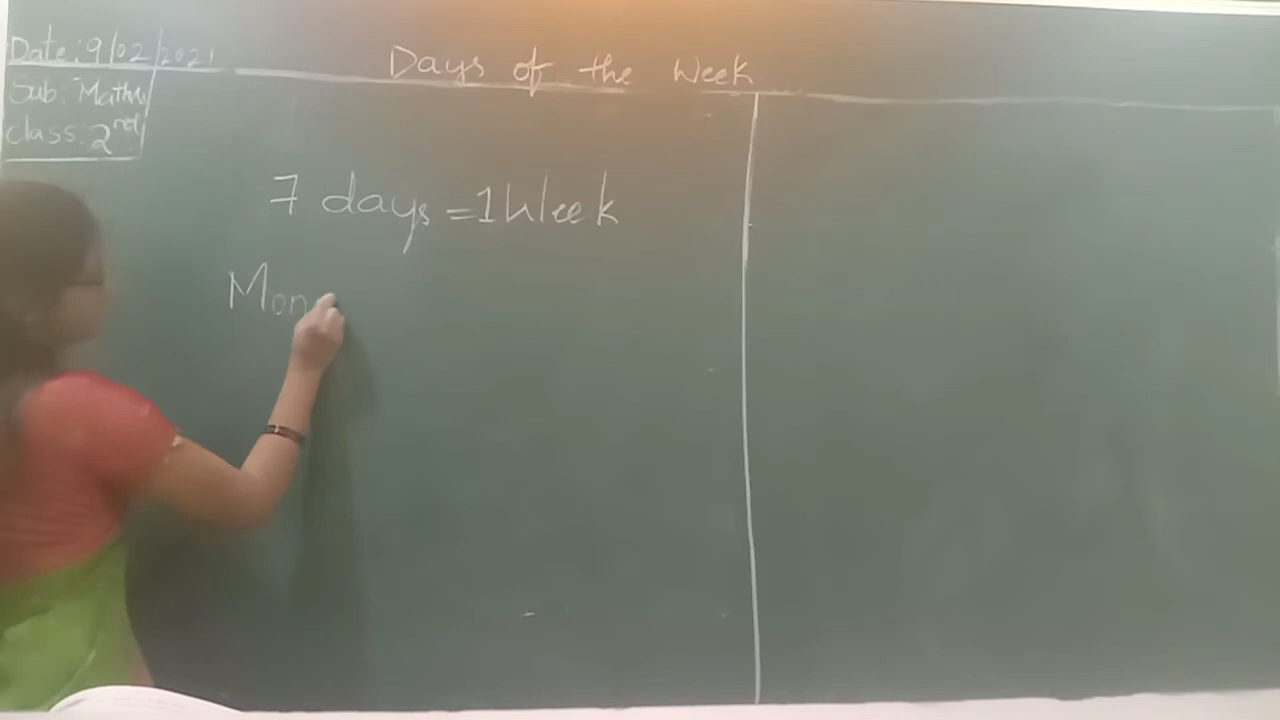 Date: 9/02/2021
Sub: Maths
Class: 2nd
Days of the Week
7 days = 1 Week
Mon